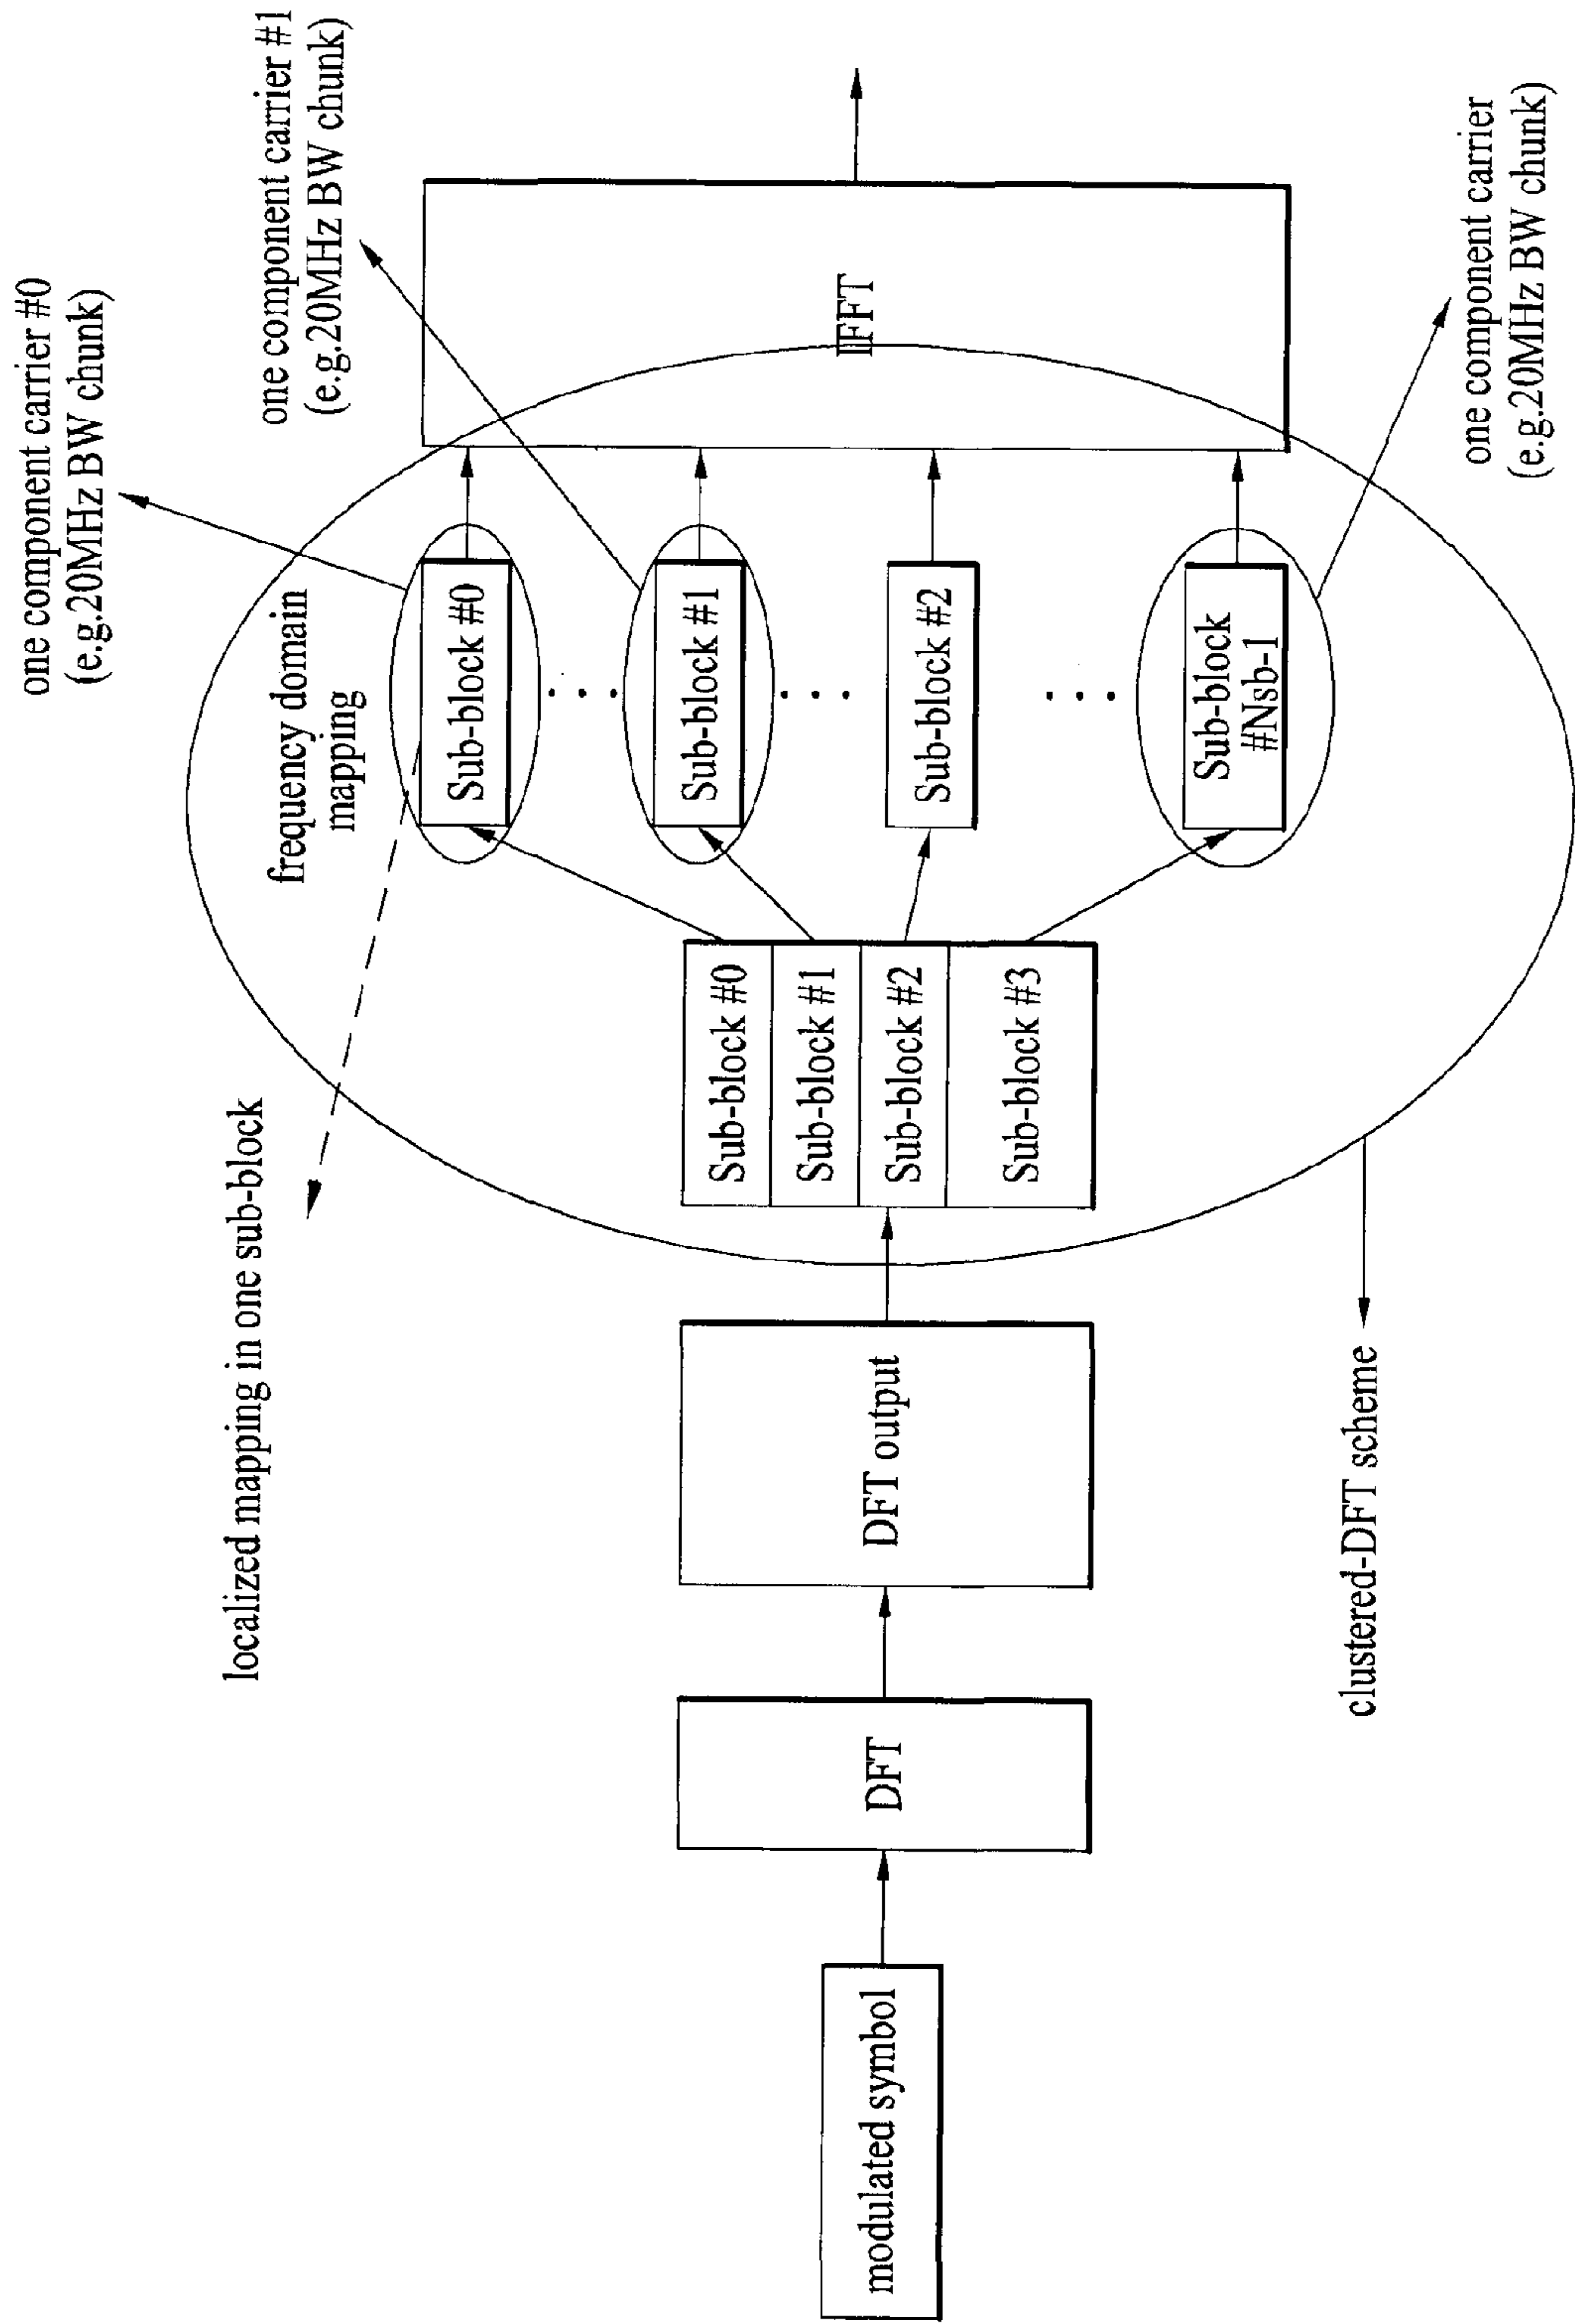 one component carrier #0
(e.g.20MHz BW chunk)
one component carrier #1
(e.g.20MHz BW chunk)
localized mapping in one sub-block
frequency domain
mapping
modulated symbol
DFT
DFT output
Sub-block #0
Sub-block #1
Sub-block #2
Sub-block #3
Sub-block #0
Sub-block #1
Sub-block #2
Sub-block
#Nsb-1
IFFT
clustered-DFT scheme
one component carrier
(e.g.20MHz BW chunk)